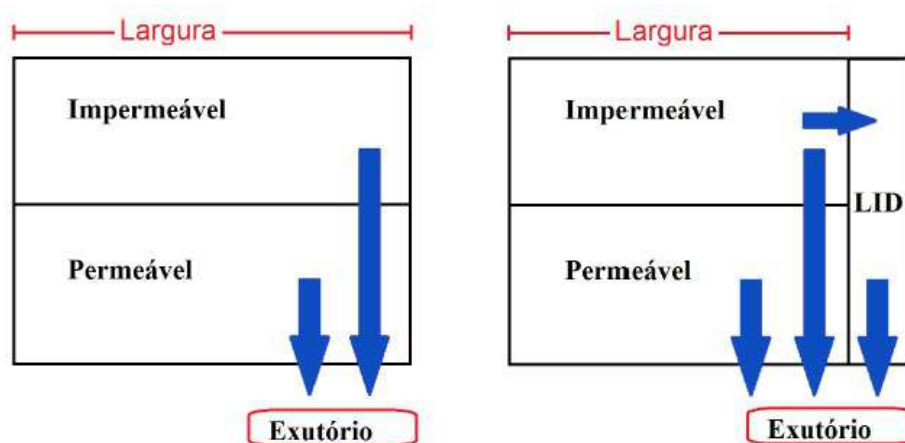 Largura
Impermeável
Permeável
Exutório
Largura
Impermeável
LID
Permeável
Exutório